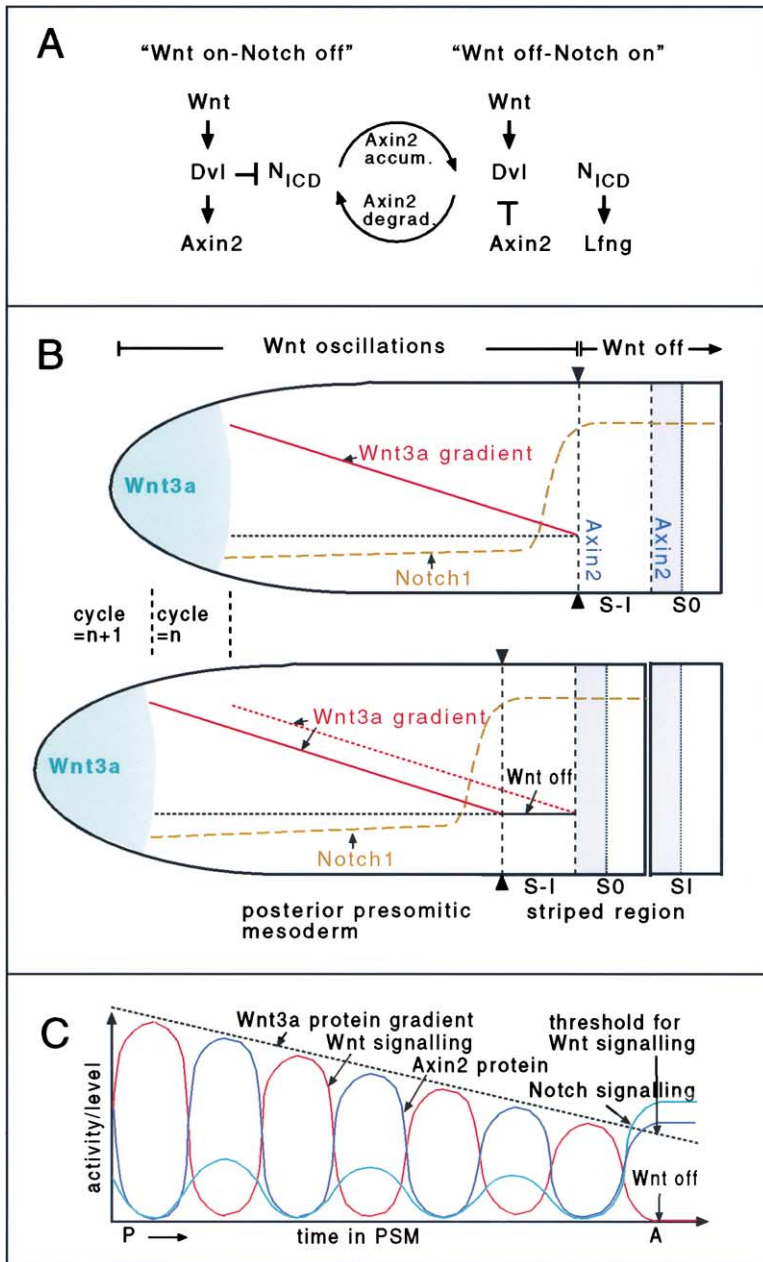 A
"Wnt on-Notch off"
"Wnt off-Notch on"
Wnt
Dvl
N ICD
Axin2
Axin2 accum.
Axin2 degrad.
Wnt
Dvl
N ICD
Axin2
Lfng
B
Wnt oscillations
Wnt off
Wnt3a
Wnt3a gradient
Notch1
Axin2
Axin2
S-I
S0
cycle =n+1
cycle =n
Wnt3a
Wnt3a gradient
Wnt off
Notch1
S-I
S0
SI
posterior presomitic mesoderm
striped region
C
activity/level
Wnt3a protein gradient
Wnt signalling
Axin2 protein
threshold for Wnt signalling
Notch signalling
Wnt off
P
time in PSM
A